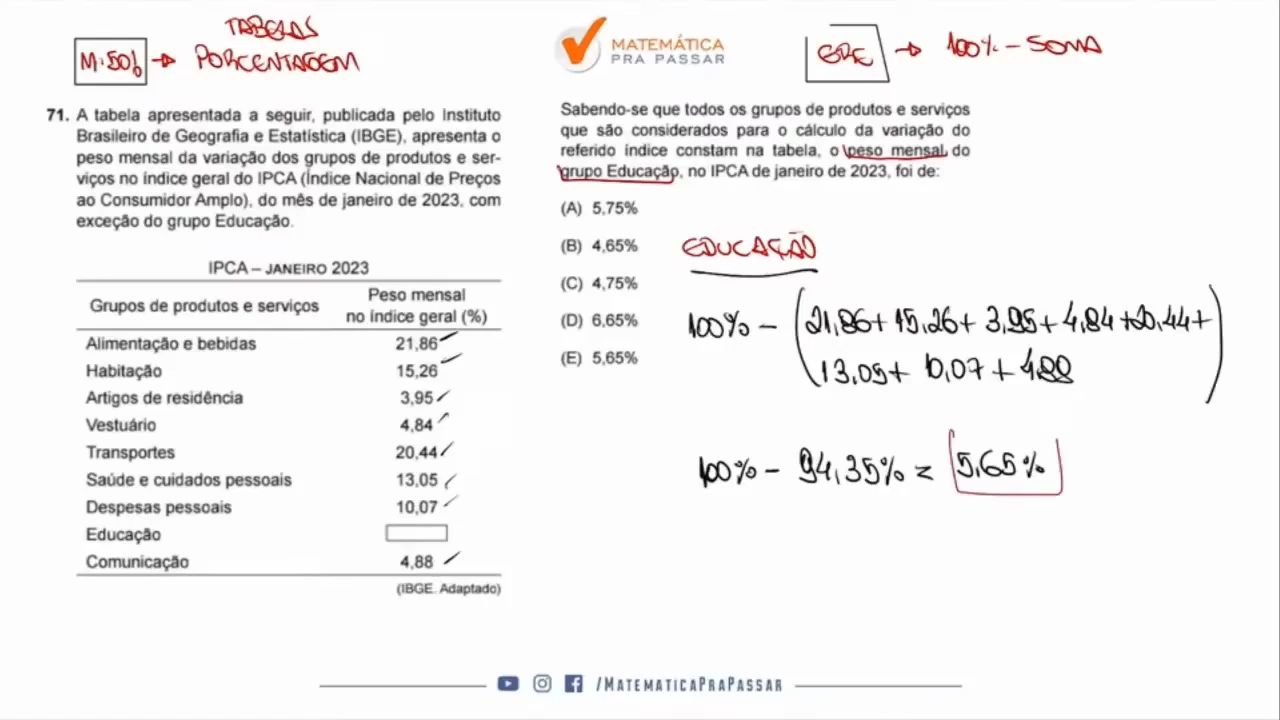 TABELAS
M.50% → PORCENTAGEM
MATEMÁTICA
PRA PASSAR
→ 100% - SOMA
71. A tabela apresentada a seguir, publicada pelo Instituto
Brasileiro de Geografia e Estatística (IBGE), apresenta o
peso mensal da variação dos grupos de produtos e ser-
viços no índice geral do IPCA (Índice Nacional de Preços
ao Consumidor Amplo), do mês de janeiro de 2023, com
exceção do grupo Educação.
IPCA – JANEIRO 2023
Grupos de produtos e serviços Peso mensal
no índice geral (%)
Alimentação e bebidas 21,86
Habitação 15,26
Artigos de residência 3,95
Vestuário 4,84
Transportes 20,44
Saúde e cuidados pessoais 13,05
Despesas pessoais 10,07
Educação
Comunicação 4,88
(IBGE. Adaptado)
Sabendo-se que todos os grupos de produtos e serviços
que são considerados para o cálculo da variação do
referido índice constam na tabela, o peso mensal do
grupo Educação, no IPCA de janeiro de 2023, foi de:
(A) 5,75%
(B) 4,65%
(C) 4,75%
(D) 6,65%
(E) 5,65%
EDUCAÇÃO
100% - (21,86+ 15,26+ 3,95+ 4,84+20,44+
13,05+ 10,07 + 4,88)
100% - 94,35% = 5,65%
/MATEMATICAPRAPASSAR